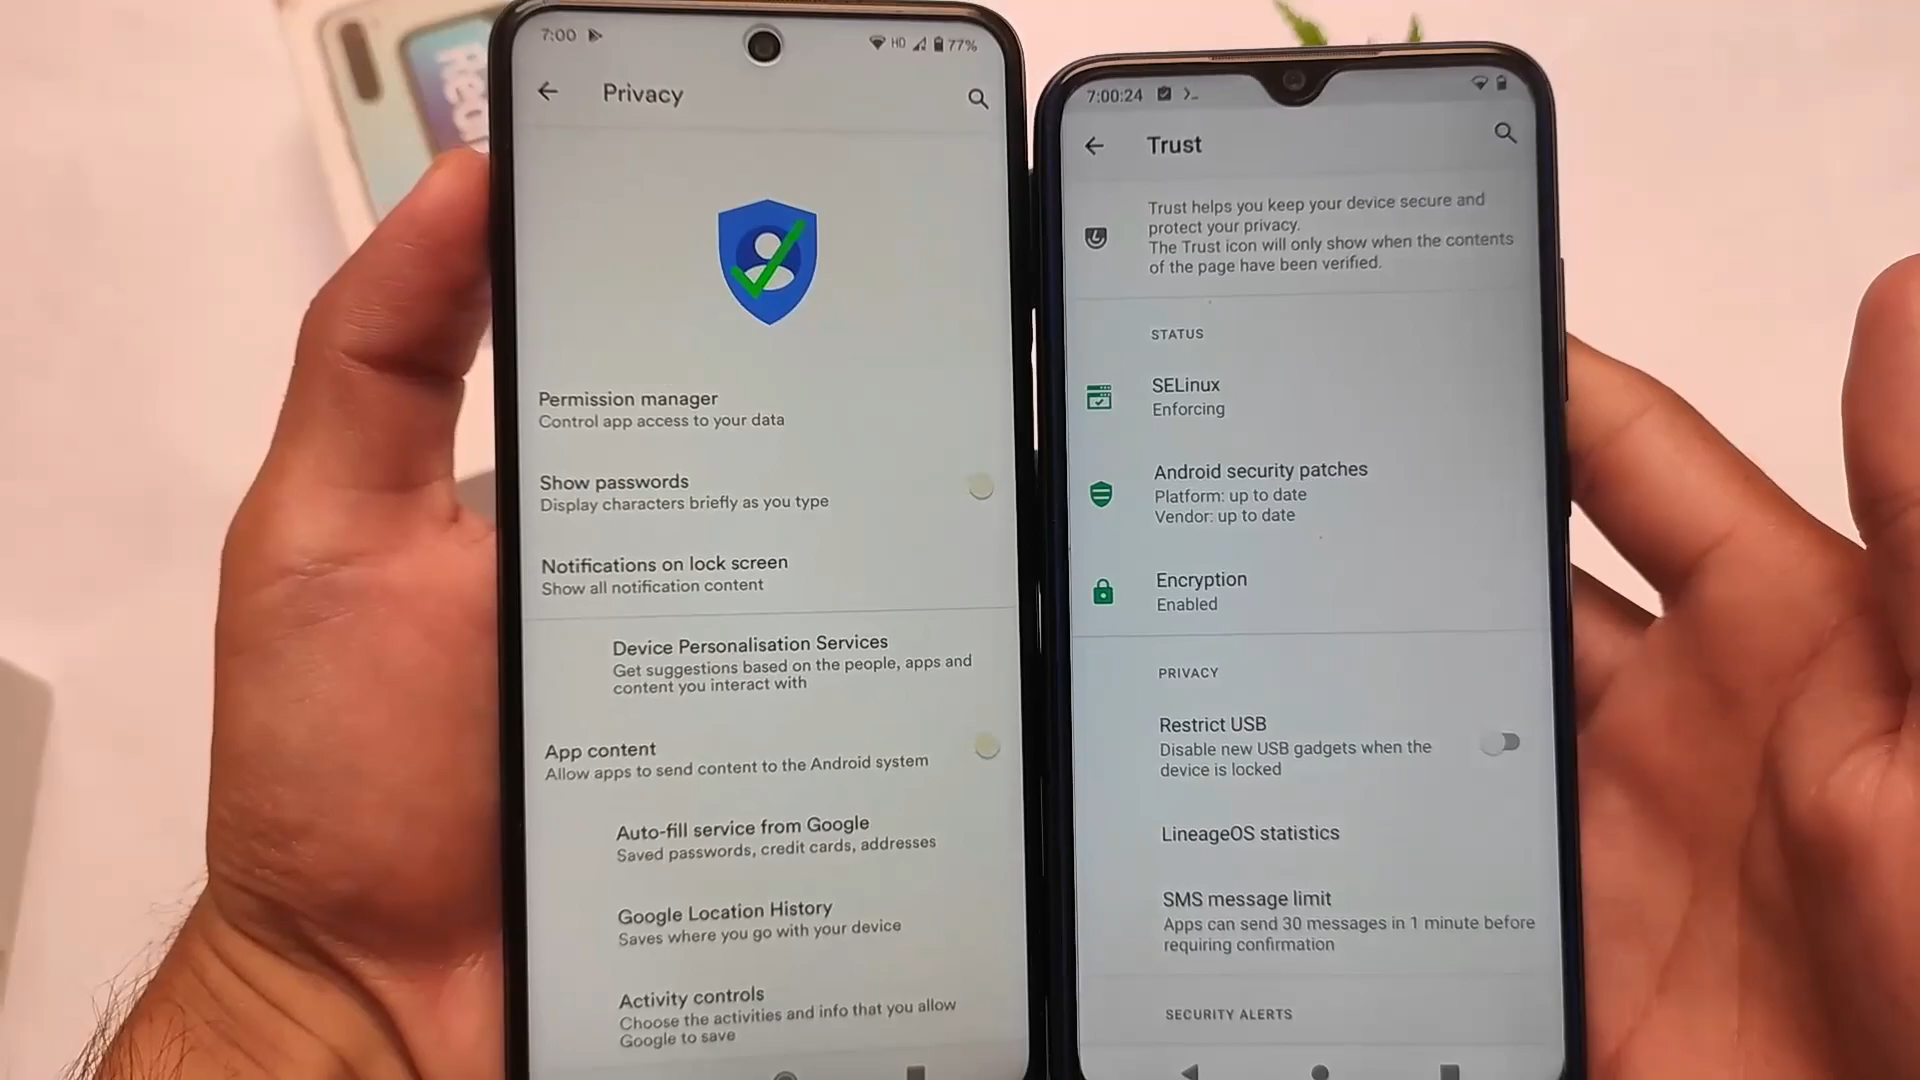 7:00
HD
77%
Privacy
Permission manager
Control app access to your data
Show passwords
Display characters briefly as you type
Notifications on lock screen
Show all notification content
Device Personalisation Services
Get suggestions based on the people, apps and
content you interact with
App content
Allow apps to send content to the Android system
Auto-fill service from Google
Saved passwords, credit cards, addresses
Google Location History
Saves where you go with your device
Activity controls
Choose the activities and info that you allow
Google to save
7:00:24
Trust
Trust helps you keep your device secure and
protect your privacy.
The Trust icon will only show when the contents
of the page have been verified.
STATUS
SELinux
Enforcing
Android security patches
Platform: up to date
Vendor: up to date
Encryption
Enabled
PRIVACY
Restrict USB
Disable new USB gadgets when the
device is locked
LineageOS statistics
SMS message limit
Apps can send 30 messages in 1 minute before
requiring confirmation
SECURITY ALERTS